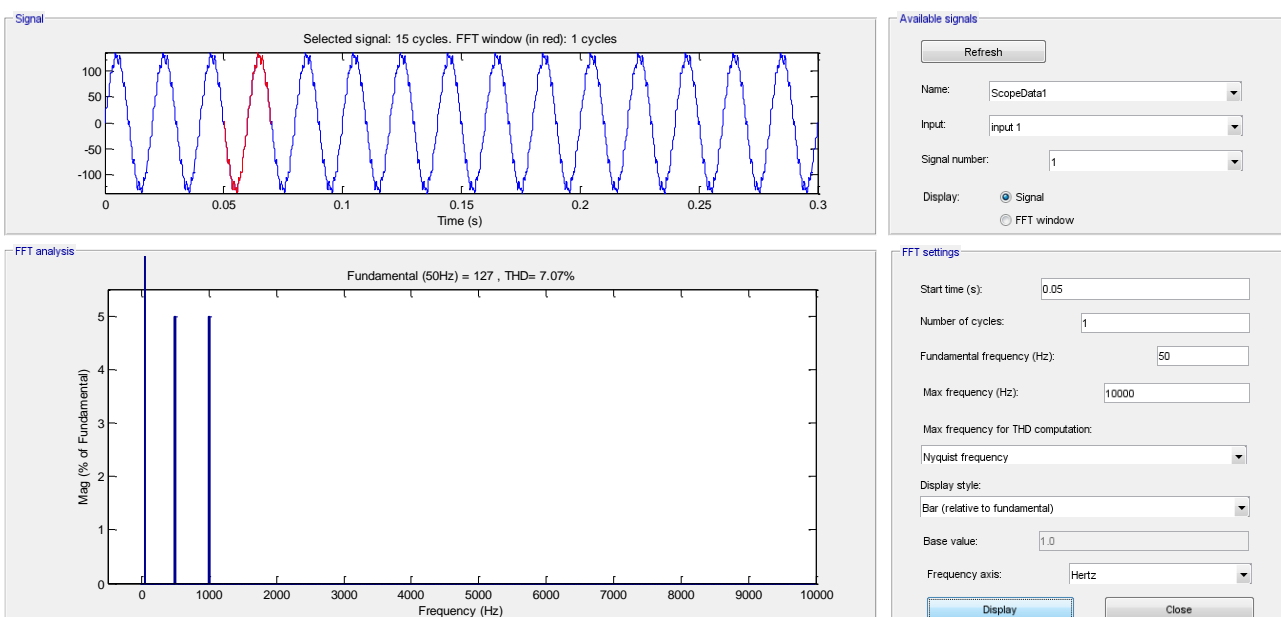 Signal
Selected signal: 15 cycles. FFT window (in red): 1 cycles
100
50
0
-50
-100
0
0.05
0.1
0.15
0.2
0.25
0.3
Time (s)
Available signals
Refresh
Name:
ScopeData1
Input:
input 1
Signal number:
1
Display:
Signal
FFT window
FFT analysis
Fundamental (50Hz) = 127 , THD= 7.07%
5
4
3
2
1
0
Mag (% of Fundamental)
0
1000
2000
3000
4000
5000
6000
7000
8000
9000
10000
Frequency (Hz)
FFT settings
Start time (s):
0.05
Number of cycles:
1
Fundamental frequency (Hz):
50
Max frequency (Hz):
10000
Max frequency for THD computation:
Nyquist frequency
Display style:
Bar (relative to fundamental)
Base value:
1.0
Frequency axis:
Hertz
Display
Close